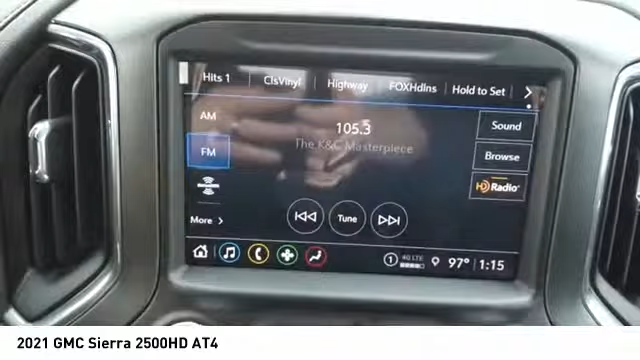 Hits 1 ClsVinyl Highway FOXHdlns Hold to Set
AM
105.3
Sound
The K&C Masterpiece
FM
Browse
HD Radio
More
Tune
1 4G LTE 97° 1:15
2021 GMC Sierra 2500HD AT4